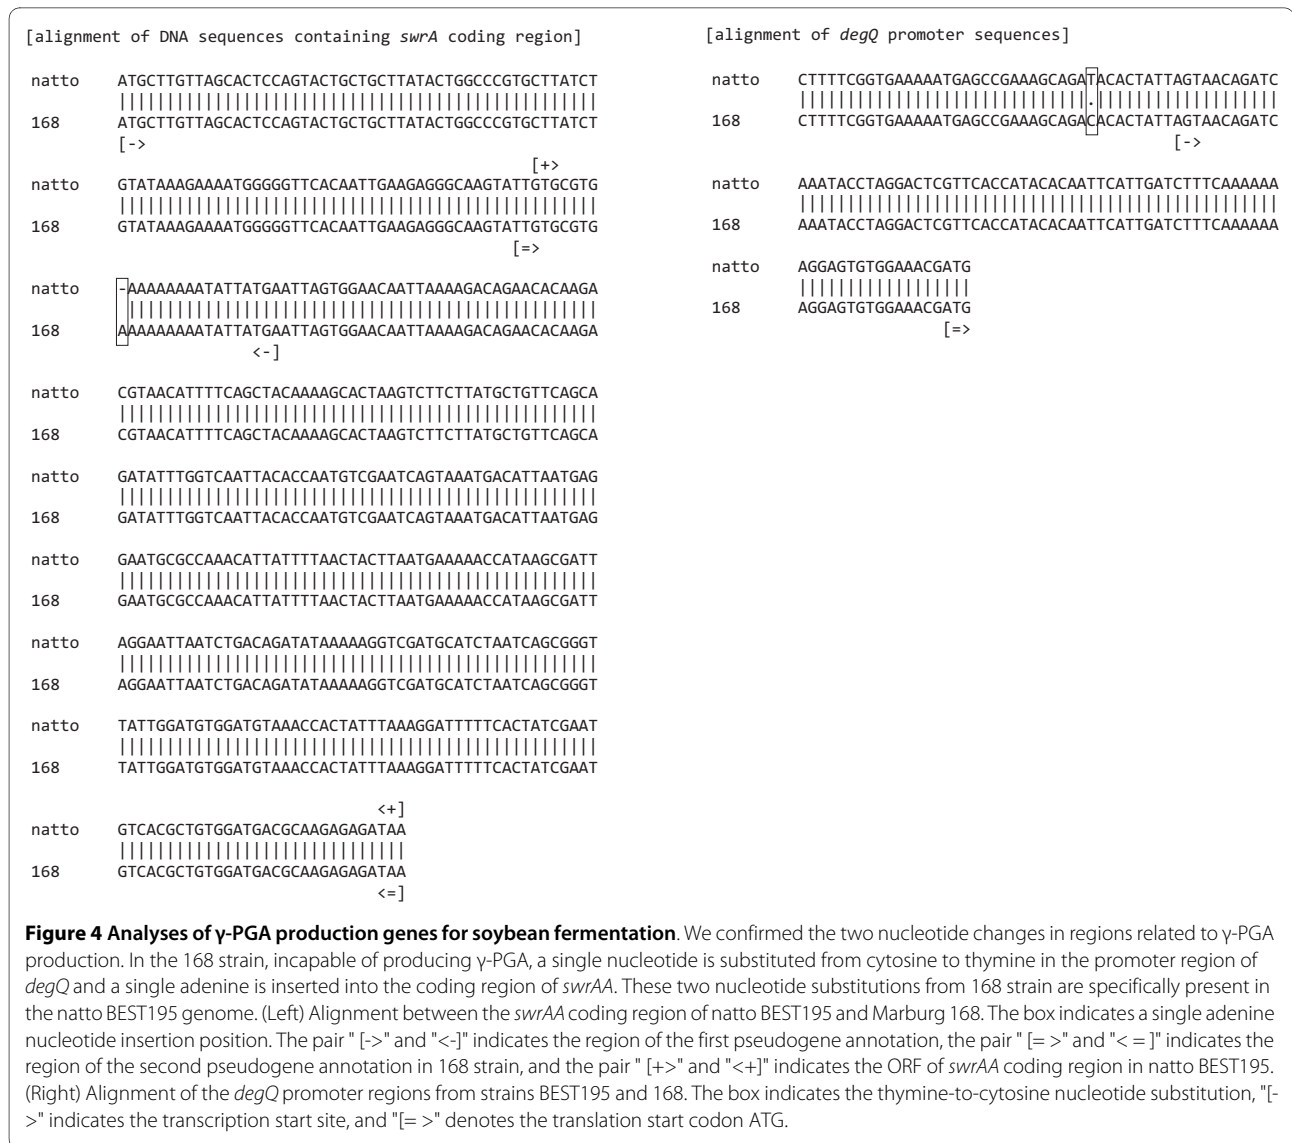 [alignment of DNA sequences containing swrA coding region]
natto ATGCTTGTTAGCACTCCAGTACTGCTGCTTATACTGGCCCGTGCTTATCT
||||||||||||||||||||||||||||||||||||||||||||||||||
168 ATGCTTGTTAGCACTCCAGTACTGCTGCTTATACTGGCCCGTGCTTATCT
[->
[+>
natto GTATAAAGAAAATGGGGGTTCACAATTGAAGAGGGCAAGTATTGTGCGTG
||||||||||||||||||||||||||||||||||||||||||||||||||
168 GTATAAAGAAAATGGGGGTTCACAATTGAAGAGGGCAAGTATTGTGCGTG
[=>
natto -AAAAAAAATATTATGAATTAGTGGAACAATTAAAAGACAGAACACAAGA
|||||||||||||||||||||||||||||||||||||||||||||||||
168 AAAAAAAAATATTATGAATTAGTGGAACAATTAAAAGACAGAACACAAGA
<-]
natto CGTAACATTTTCAGCTACAAAAGCACTAAGTCTTCTTATGCTGTTCAGCA
||||||||||||||||||||||||||||||||||||||||||||||||||
168 CGTAACATTTTCAGCTACAAAAGCACTAAGTCTTCTTATGCTGTTCAGCA
natto GATATTTGGTCAATTACACCAATGTCGAATCAGTAAATGACATTAATGAG
||||||||||||||||||||||||||||||||||||||||||||||||||
168 GATATTTGGTCAATTACACCAATGTCGAATCAGTAAATGACATTAATGAG
natto GAATGCGCCAAACATTATTTTAACTACTTAATGAAAAACCATAAGCGATT
||||||||||||||||||||||||||||||||||||||||||||||||||
168 GAATGCGCCAAACATTATTTTAACTACTTAATGAAAAACCATAAGCGATT
natto AGGAATTAATCTGACAGATATAAAAAGGTCGATGCATCTAATCAGCGGGT
||||||||||||||||||||||||||||||||||||||||||||||||||
168 AGGAATTAATCTGACAGATATAAAAAGGTCGATGCATCTAATCAGCGGGT
natto TATTGGATGTGGATGTAAACCACTATTTAAAGGATTTTTCACTATCGAAT
||||||||||||||||||||||||||||||||||||||||||||||||||
168 TATTGGATGTGGATGTAAACCACTATTTAAAGGATTTTTCACTATCGAAT
<+]
natto GTCACGCTGTGGATGACGCAAGAGAGATAA
||||||||||||||||||||||||||||||
168 GTCACGCTGTGGATGACGCAAGAGAGATAA
<=]
[alignment of degQ promoter sequences]
natto CTTTTCGGTGAAAAATGAGCCGAAAGCAGATACACTATTAGTAACAGATC
||||||||||||||||||||||||||||||.|||||||||||||||||||
168 CTTTTCGGTGAAAAATGAGCCGAAAGCAGACACACTATTAGTAACAGATC
[->
natto AAATACCTAGGACTCGTTCACCATACACAATTCATTGATCTTTCAAAAAA
||||||||||||||||||||||||||||||||||||||||||||||||||
168 AAATACCTAGGACTCGTTCACCATACACAATTCATTGATCTTTCAAAAAA
natto AGGAGTGTGGAAACGATG
||||||||||||||||||
168 AGGAGTGTGGAAACGATG
[=>
Figure 4 Analyses of γ-PGA production genes for soybean fermentation. We confirmed the two nucleotide changes in regions related to γ-PGA
production. In the 168 strain, incapable of producing γ-PGA, a single nucleotide is substituted from cytosine to thymine in the promoter region of
degQ and a single adenine is inserted into the coding region of swrAA. These two nucleotide substitutions from 168 strain are specifically present in
the natto BEST195 genome. (Left) Alignment between the swrAA coding region of natto BEST195 and Marburg 168. The box indicates a single adenine
nucleotide insertion position. The pair " [->" and "<-]" indicates the region of the first pseudogene annotation, the pair " [= >" and "< = ]" indicates the
region of the second pseudogene annotation in 168 strain, and the pair " [+>" and "<+]" indicates the ORF of swrAA coding region in natto BEST195.
(Right) Alignment of the degQ promoter regions from strains BEST195 and 168. The box indicates the thymine-to-cytosine nucleotide substitution, "[-
>" indicates the transcription start site, and "[= >" denotes the translation start codon ATG.